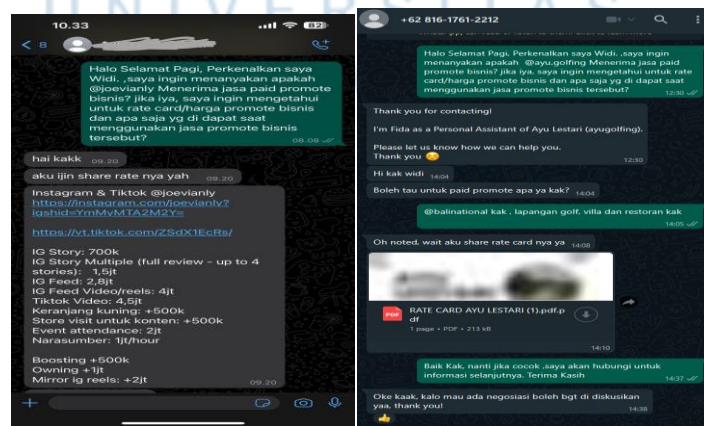 UNIVERSITAS
10.33
82
8
Halo Selamat Pagi, Perkenalkan saya
Widi. ,saya ingin menanyakan apakah
@joevianly Menerima jasa paid promote
bisnis? jika iya, saya ingin mengetahui
untuk rate card/harga promote bisnis
dan apa saja yg di dapat saat
menggunakan jasa promote bisnis
tersebut?
08.08
hai kakk 09.20
aku ijin share rate nya yah 09.20
Instagram & Tiktok @joevianly
https://instagram.com/joevianly?
igshid=YmMyMTA2M2Y=
https://vt.tiktok.com/ZSdX1EcRs/
IG Story: 700k
IG Story Multiple (full review - up to 4
stories): 1,5jt
IG Feed: 2,8jt
IG Feed Video/reels: 4jt
Tiktok Video: 4,5jt
Keranjang kuning: +500k
Store visit untuk konten: +500k
Event attendance: 2jt
Narasumber: 1jt/hour
Boosting +500k
Owning +1jt
Mirror ig reels: +2jt
09.20
+62 816-1761-2212
Halo Selamat Pagi, Perkenalkan saya Widi. ,saya ingin
menanyakan apakah @ayu.golfing Menerima jasa paid
promote bisnis? jika iya, saya ingin mengetahui untuk rate
card/harga promote bisnis dan apa saja yg di dapat saat
menggunakan jasa promote bisnis tersebut?
12:30
Thank you for contacting!
I'm Fida as a Personal Assistant of Ayu Lestari (ayugolfing).
Please let us know how we can help you.
Thank you 😊
12:30
Hi kak widi 14:04
Boleh tau untuk paid promote apa ya kak? 14:04
@balinational kak , lapangan golf, villa dan restoran kak
14:05
Oh noted, wait aku share rate card nya ya 14:08
PDF
RATE CARD AYU LESTARI (1).pdf.p
df
1 page • PDF • 213 kB
14:10
Baik Kak, nanti jika cocok ,saya akan hubungi untuk
informasi selanjutnya. Terima Kasih
14:37
Oke kaak, kalo mau ada negosiasi boleh bgt di diskusikan
yaa, thank you!
14:38
👍